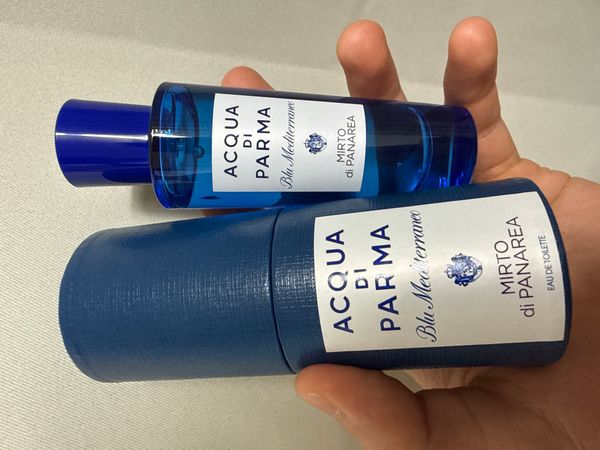 ACQUA
DI
PARMA
Blu Mediterraneo
MIRTO
di PANAREA
ACQUA
DI
PARMA
Blu Mediterraneo
MIRTO
di PANAREA
EAU DE TOILETTE